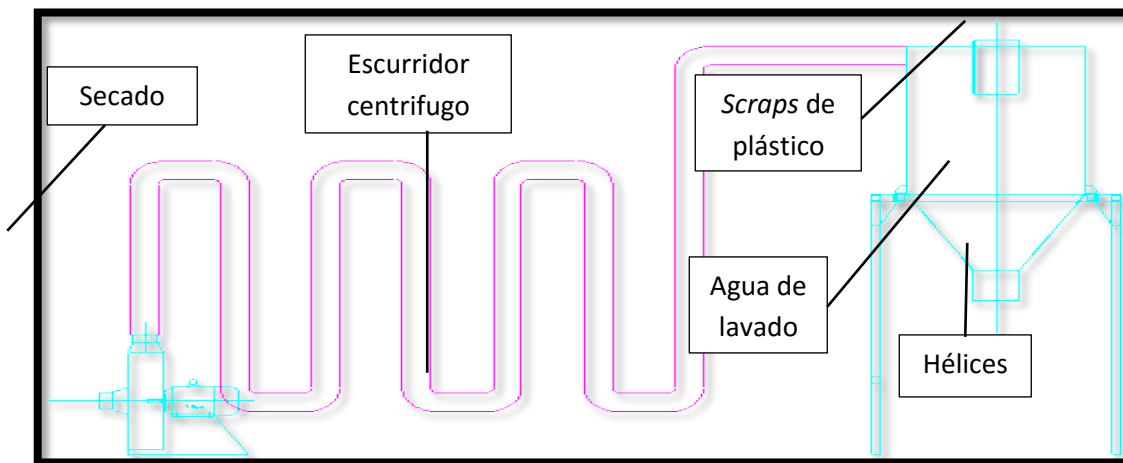 Secado
Escurridor
centrifugo
Scraps de
plástico
Agua de
lavado
Hélices